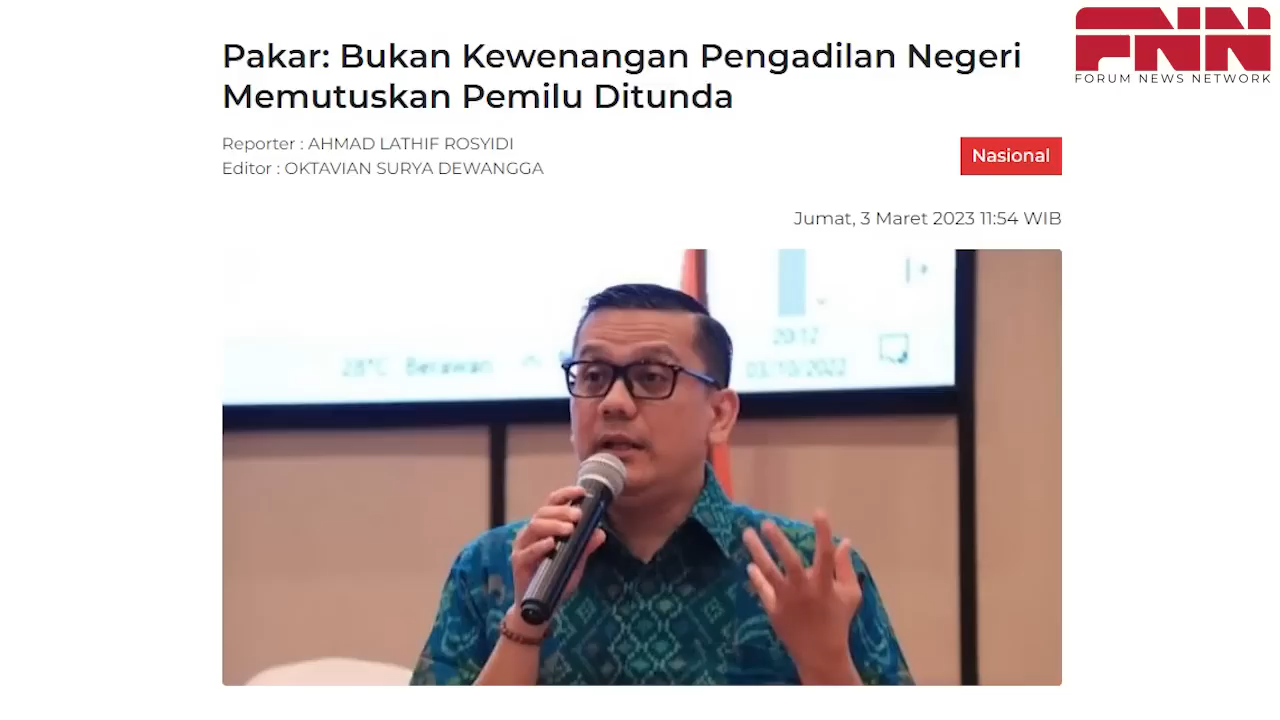 FNN
FORUM NEWS NETWORK
Pakar: Bukan Kewenangan Pengadilan Negeri
Memutuskan Pemilu Ditunda
Reporter : AHMAD LATHIF ROSYIDI
Editor : OKTAVIAN SURYA DEWANGGA
Nasional
Jumat, 3 Maret 2023 11:54 WIB
20:12
28°C Berawan
03/10/2022